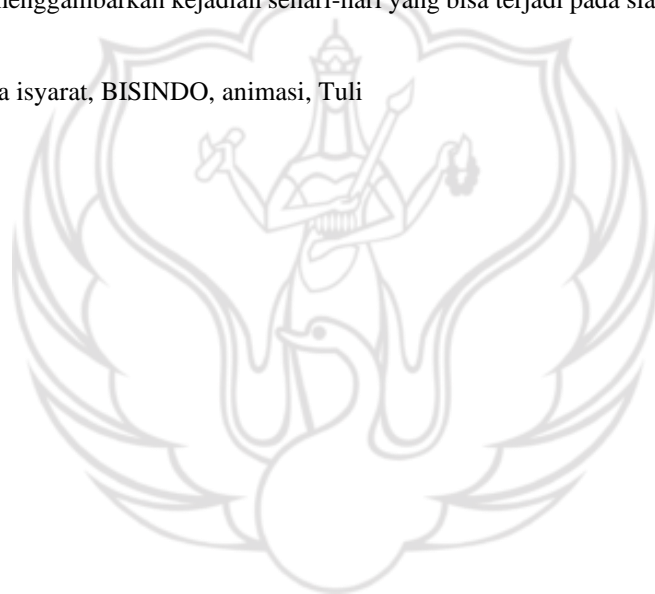 menggambarkan kejadian sehari-hari yang bisa terjadi pada sia
a isyarat, BISINDO, animasi, Tuli